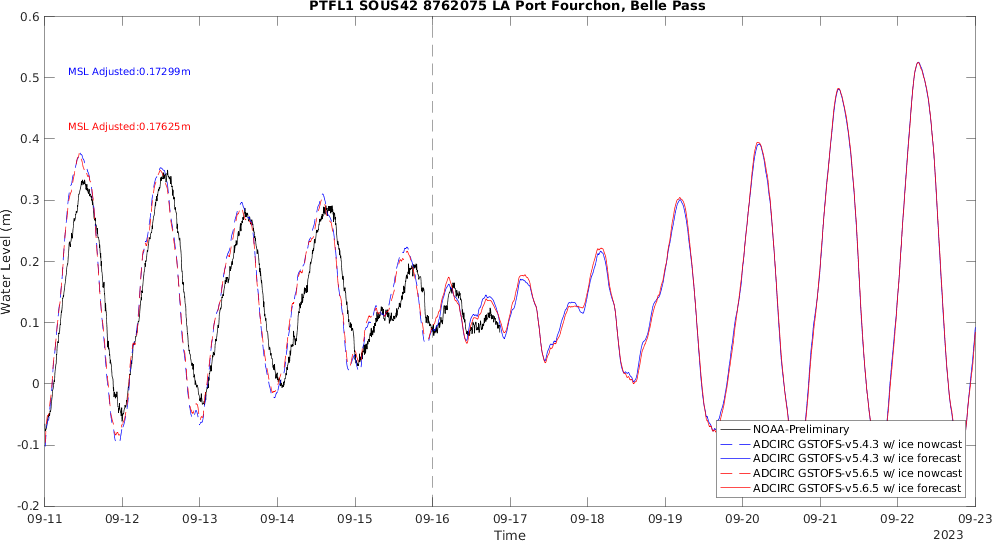 PTFL1 SOUS42 8762075 LA Port Fourchon, Belle Pass
0.6
0.5
0.4
0.3
0.2
0.1
0
-0.1
-0.2
Water Level (m)
MSL Adjusted:0.17299m
MSL Adjusted:0.17625m
NOAA-Preliminary
ADCIRC GSTOFS-v5.4.3 w/ ice nowcast
ADCIRC GSTOFS-v5.4.3 w/ ice forecast
ADCIRC GSTOFS-v5.6.5 w/ ice nowcast
ADCIRC GSTOFS-v5.6.5 w/ ice forecast
09-11 09-12 09-13 09-14 09-15 09-16 09-17 09-18 09-19 09-20 09-21 09-22 09-23
Time
2023